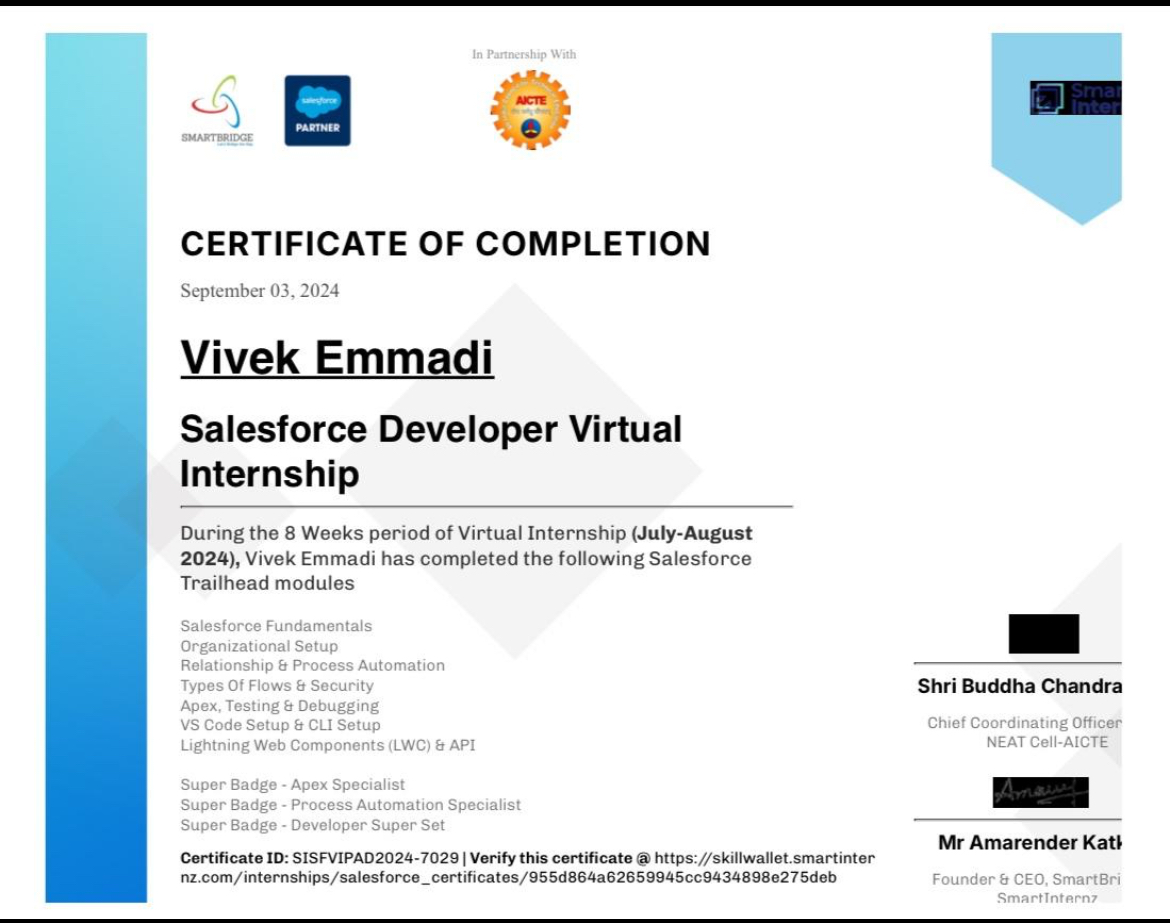 In Partnership With
SMARTBRIDGE
salesforce
PARTNER
AICTE
Smar
Inter
CERTIFICATE OF COMPLETION
September 03, 2024
Vivek Emmadi
Salesforce Developer Virtual
Internship
During the 8 Weeks period of Virtual Internship (July-August
2024), Vivek Emmadi has completed the following Salesforce
Trailhead modules
Salesforce Fundamentals
Organizational Setup
Relationship & Process Automation
Types Of Flows & Security
Apex, Testing & Debugging
VS Code Setup & CLI Setup
Lightning Web Components (LWC) & API
Super Badge - Apex Specialist
Super Badge - Process Automation Specialist
Super Badge - Developer Super Set
Certificate ID: SISFVIPAD2024-7029 | Verify this certificate @ https://skillwallet.smartinter
nz.com/internships/salesforce_certificates/955d864a62659945cc9434898e275deb
Shri Buddha Chandra
Chief Coordinating Officer
NEAT Cell-AICTE
Mr Amarender Katk
Founder & CEO, SmartBri
SmartInternz